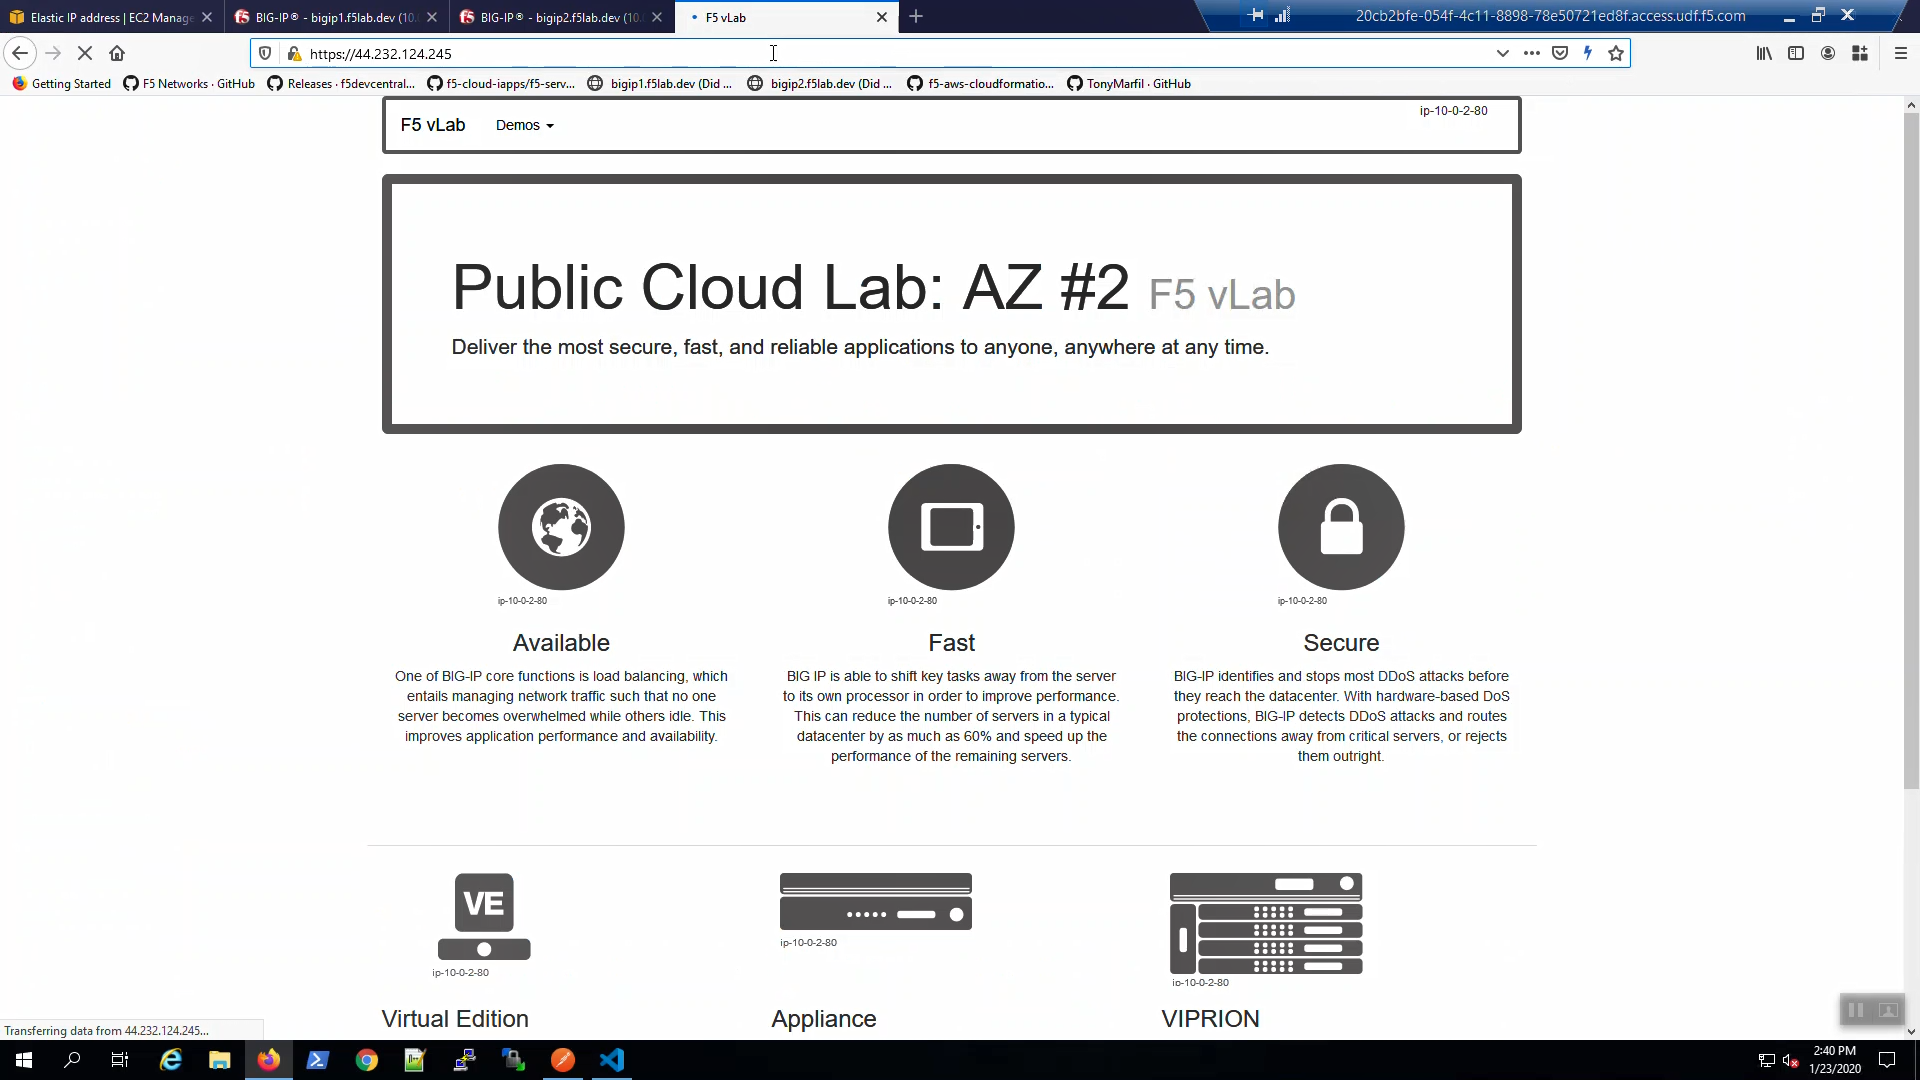 Elastic IP address | EC2 Manage
BIG-IP® - bigip1.f5lab.dev (10.
BIG-IP® - bigip2.f5lab.dev (10.
F5 vLab
20cb2bfe-054f-4c11-8898-78e50721ed8f.access.udf.f5.com
https://44.232.124.245
Getting Started
F5 Networks · GitHub
Releases · f5devcentral...
f5-cloud-iapps/f5-serv...
bigip1.f5lab.dev (Did ...
bigip2.f5lab.dev (Did ...
f5-aws-cloudformatio...
TonyMarfil · GitHub
F5 vLab
Demos
ip-10-0-2-80
Public Cloud Lab: AZ #2 F5 vLab
Deliver the most secure, fast, and reliable applications to anyone, anywhere at any time.
ip-10-0-2-80
ip-10-0-2-80
ip-10-0-2-80
Available
One of BIG-IP core functions is load balancing, which
entails managing network traffic such that no one
server becomes overwhelmed while others idle. This
improves application performance and availability.
Fast
BIG IP is able to shift key tasks away from the server
to its own processor in order to improve performance.
This can reduce the number of servers in a typical
datacenter by as much as 60% and speed up the
performance of the remaining servers.
Secure
BIG-IP identifies and stops most DDoS attacks before
they reach the datacenter. With hardware-based DoS
protections, BIG-IP detects DDoS attacks and routes
the connections away from critical servers, or rejects
them outright.
VE
ip-10-0-2-80
ip-10-0-2-80
ip-10-0-2-80
Virtual Edition
Appliance
VIPRION
Transferring data from 44.232.124.245...
2:40 PM
1/23/2020